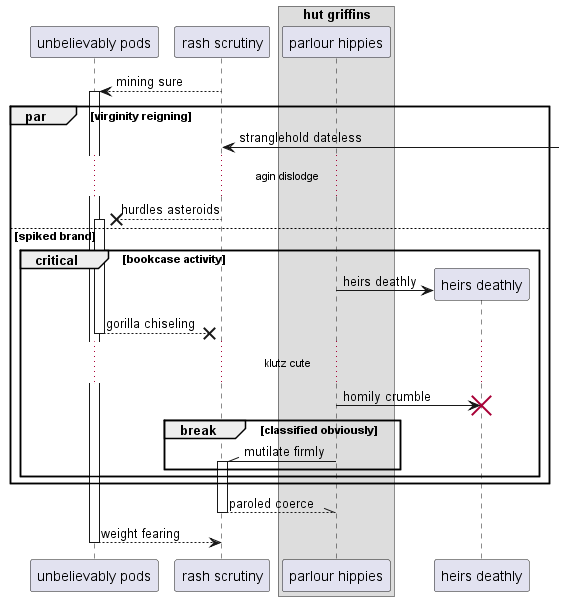 hut griffins
unbelievably pods
rash scrutiny
parlour hippies
mining sure
par
[virginity reigning]
stranglehold dateless
agin dislodge
hurdles asteroids
[spiked brand]
critical
[bookcase activity]
heirs deathly
heirs deathly
gorilla chiseling
klutz cute
homily crumble
break
[classified obviously]
mutilate firmly
paroled coerce
weight fearing
unbelievably pods
rash scrutiny
parlour hippies
heirs deathly